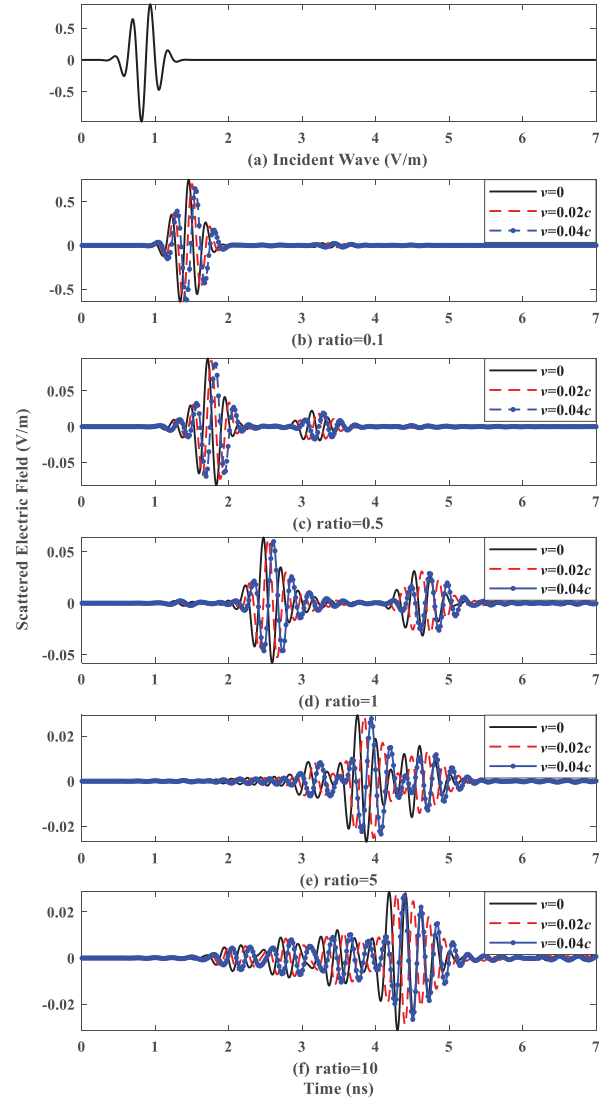 0.5
0
-0.5
0 1 2 3 4 5 6 7
(a) Incident Wave (V/m)
0.5
0
-0.5
v=0
v=0.02c
v=0.04c
0 1 2 3 4 5 6 7
(b) ratio=0.1
0.05
0
-0.05
v=0
v=0.02c
v=0.04c
0 1 2 3 4 5 6 7
(c) ratio=0.5
Scattered Electric Field (V/m)
0.05
0
-0.05
v=0
v=0.02c
v=0.04c
0 1 2 3 4 5 6 7
(d) ratio=1
0.02
0
-0.02
v=0
v=0.02c
v=0.04c
0 1 2 3 4 5 6 7
(e) ratio=5
0.02
0
-0.02
v=0
v=0.02c
v=0.04c
0 1 2 3 4 5 6 7
(f) ratio=10
Time (ns)